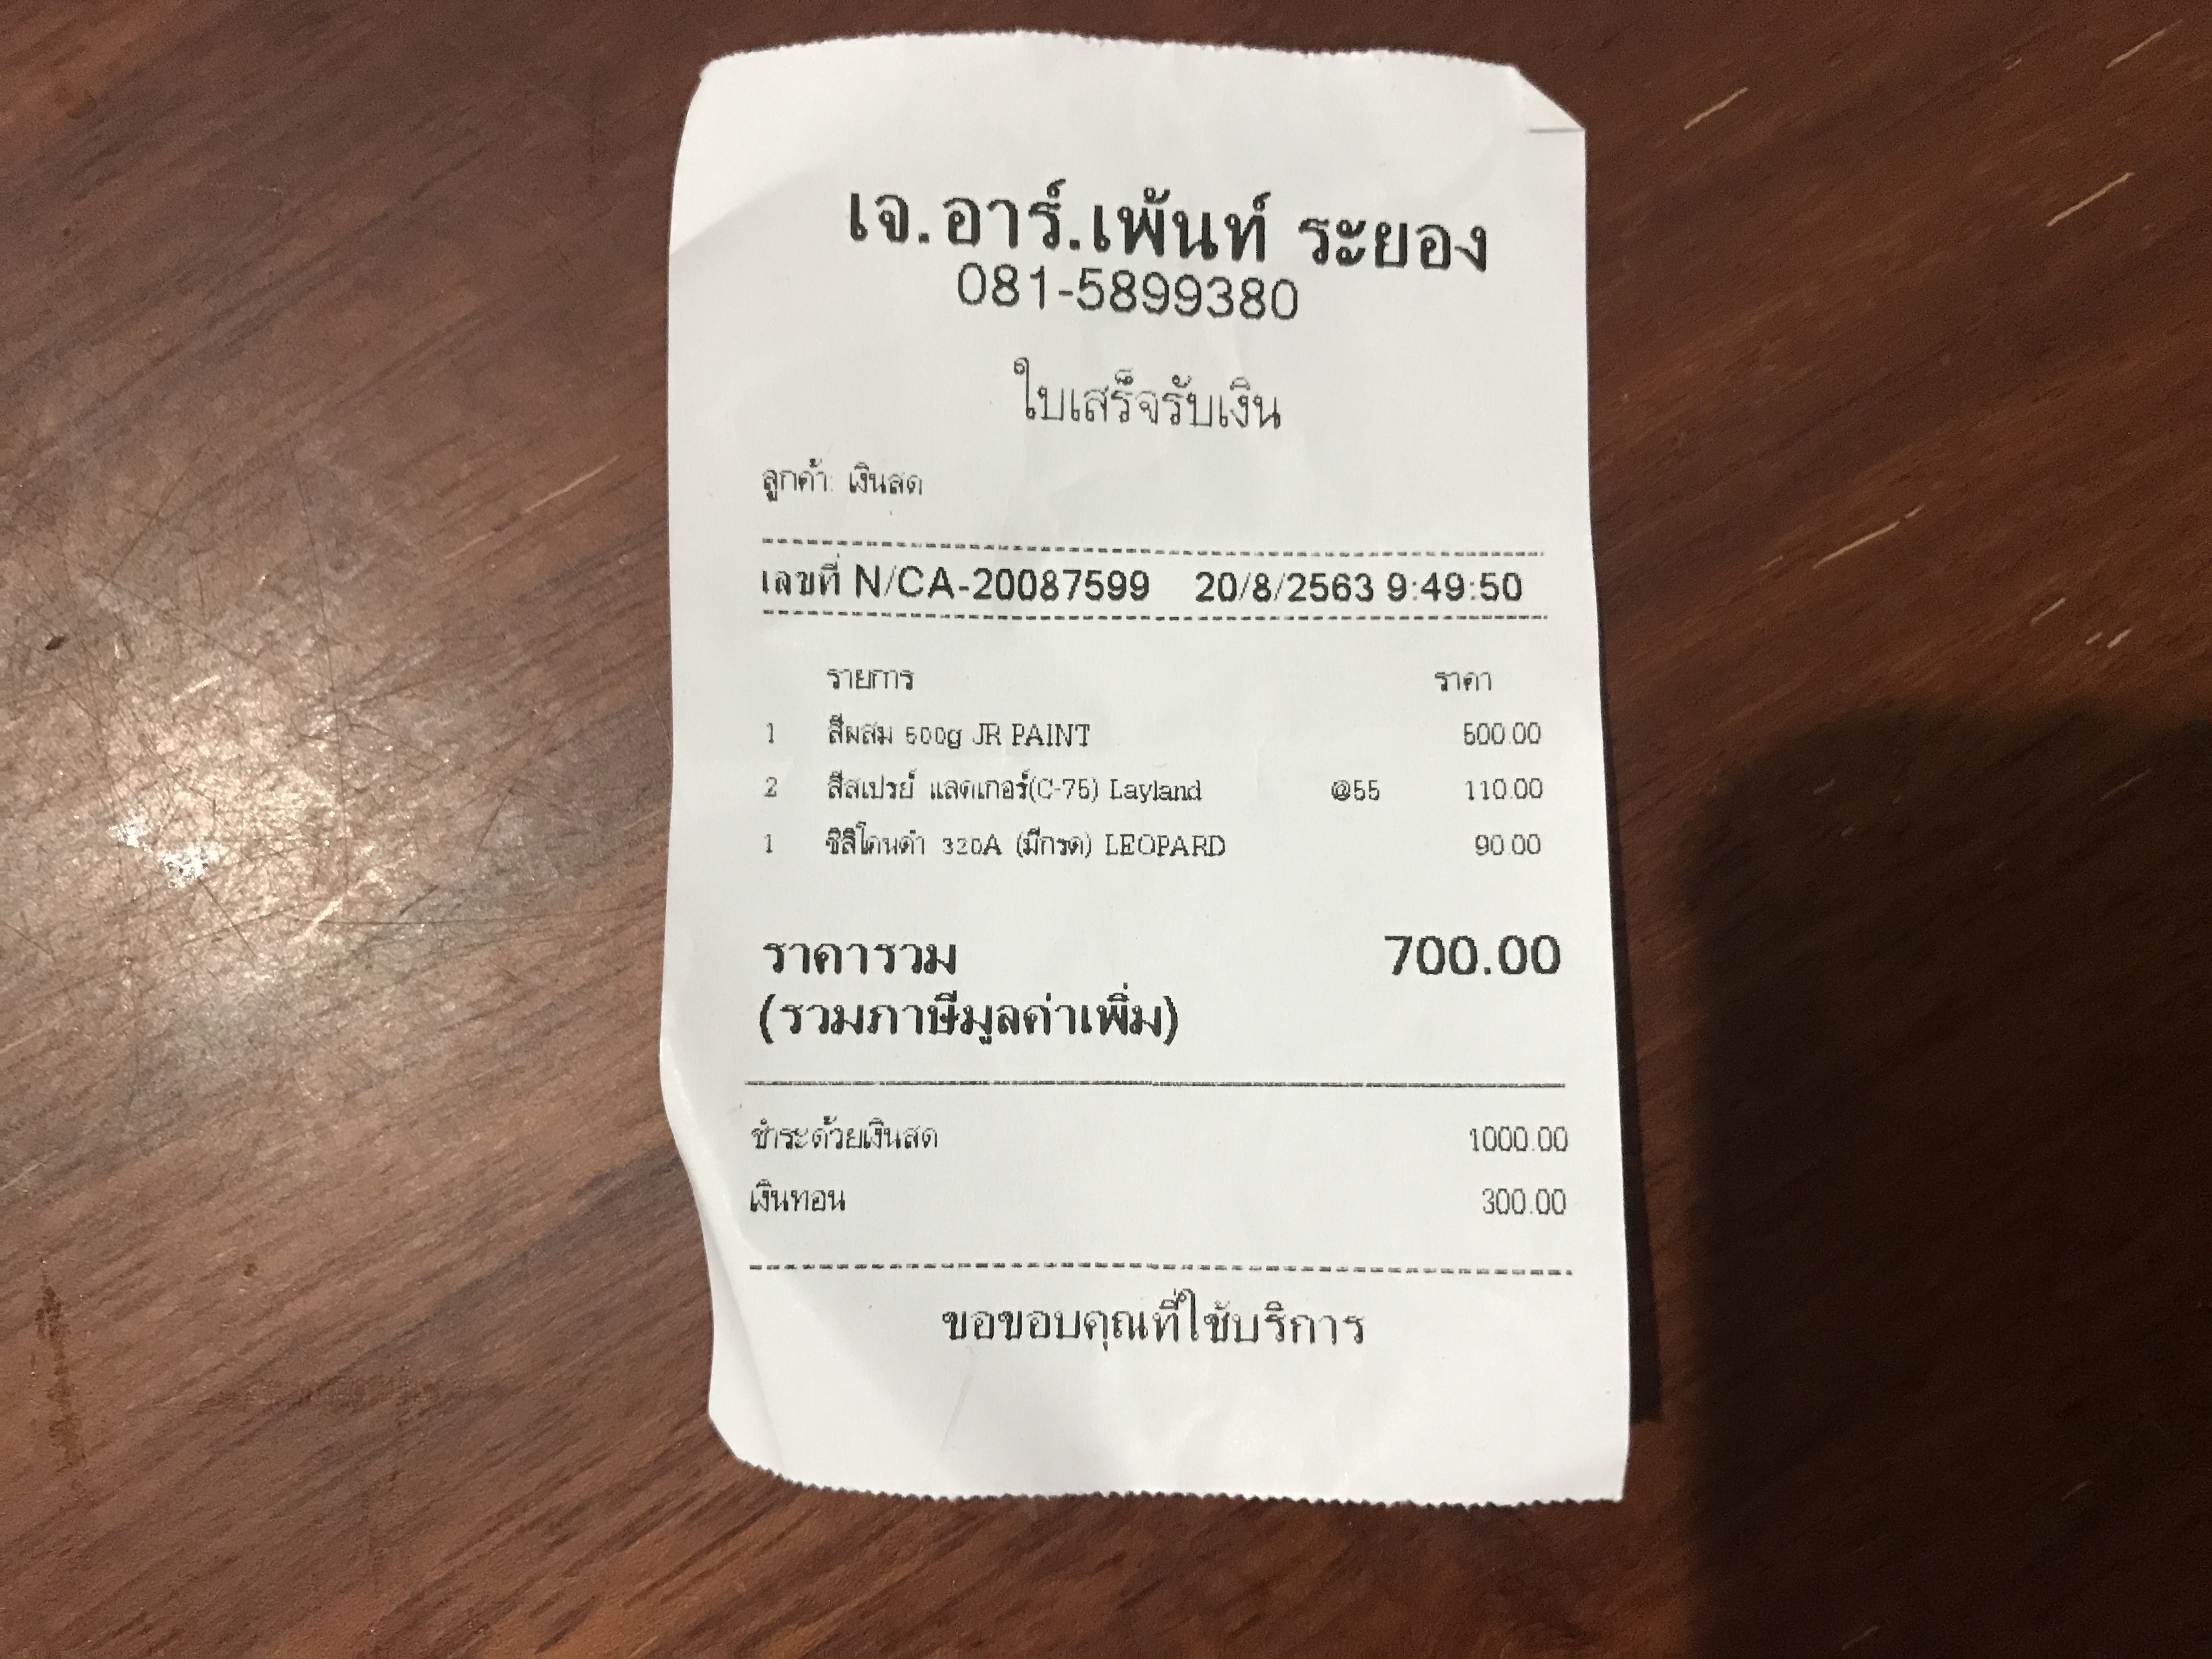 เจ.อาร์.เพ้นท์ ระยอง
081-5899380
ใบเสร็จรับเงิน
ลูกค้า: เงินสด
เลขที่ N/CA-20087599 20/8/2563 9:49:50
รายการ ราคา
1 สีผสม 500g JR PAINT 500.00
2 สีสเปรย์ แลคเกอร์(C-75) Layland @55 110.00
1 ซิลิโคนดำ 320A (มีกรด) LEOPARD 90.00
ราคารวม 700.00
(รวมภาษีมูลค่าเพิ่ม)
ชำระด้วยเงินสด 1000.00
เงินทอน 300.00
ขอขอบคุณที่ใช้บริการ